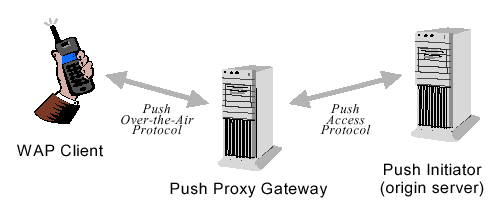 Push
Over-the-Air
Protocol
Push
Access
Protocol
WAP Client
Push Proxy Gateway
Push Initiator
(origin server)